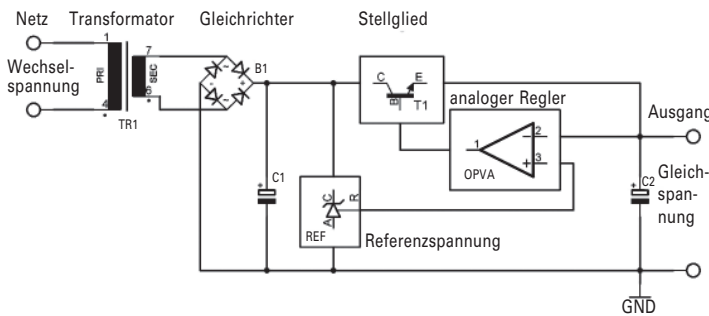 Netz Transformator Gleichrichter Stellglied
1 7
PRI SEC
B1
C E
B
T1
Wechsel-
spannung
analoger Regler
Ausgang
1 2
3
OPVA
4
TR1
C1
C2
Gleich-
span-
nung
C
A R
REF
Referenzspannung
GND